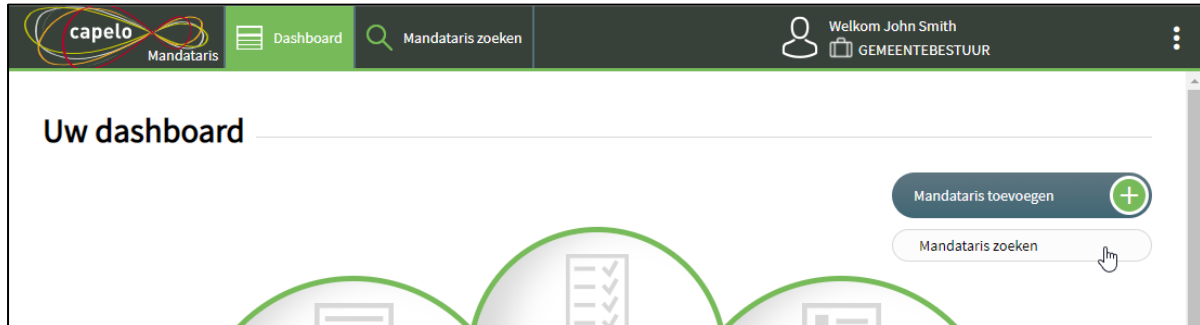 capelo
Mandataris
Dashboard
Mandataris zoeken
Welkom John Smith
GEMEENTEBESTUUR
Uw dashboard
Mandataris toevoegen
Mandataris zoeken